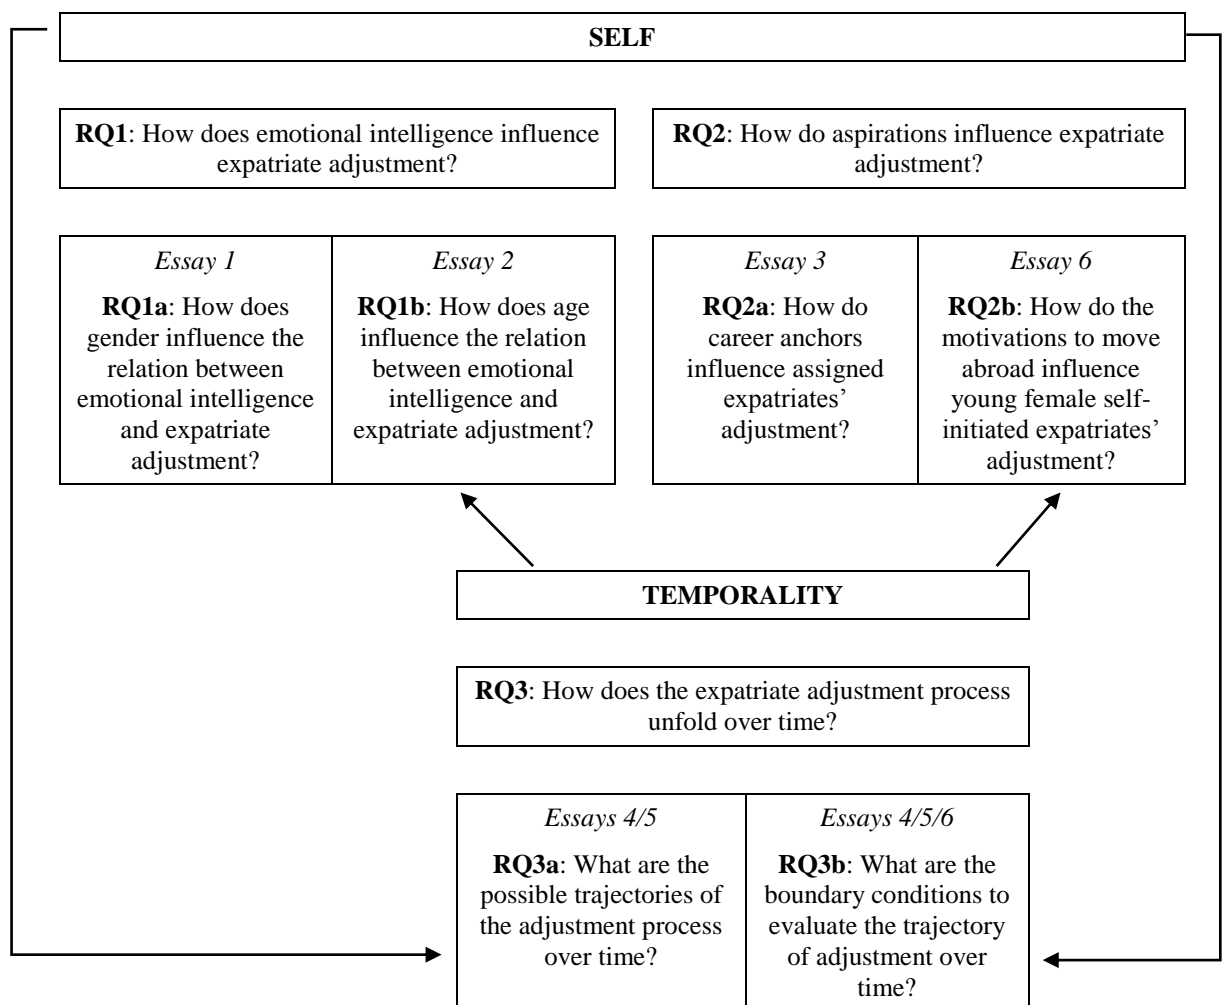 SELF
RQ1: How does emotional intelligence influence
expatriate adjustment?
RQ2: How do aspirations influence expatriate
adjustment?
Essay 1
RQ1a: How does
gender influence the
relation between
emotional intelligence
and expatriate
adjustment?
Essay 2
RQ1b: How does age
influence the relation
between emotional
intelligence and
expatriate adjustment?
Essay 3
RQ2a: How do
career anchors
influence assigned
expatriates’
adjustment?
Essay 6
RQ2b: How do the
motivations to move
abroad influence
young female self-
initiated expatriates’
adjustment?
TEMPORALITY
RQ3: How does the expatriate adjustment process
unfold over time?
Essays 4/5
RQ3a: What are the
possible trajectories of
the adjustment process
over time?
Essays 4/5/6
RQ3b: What are the
boundary conditions to
evaluate the trajectory
of adjustment over
time?